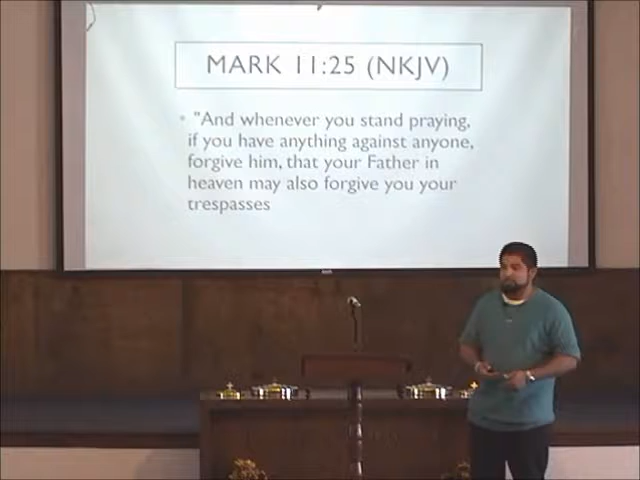 MARK 11:25 (NKJV)
"And whenever you stand praying,
if you have anything against anyone,
forgive him, that your Father in
heaven may also forgive you your
trespasses